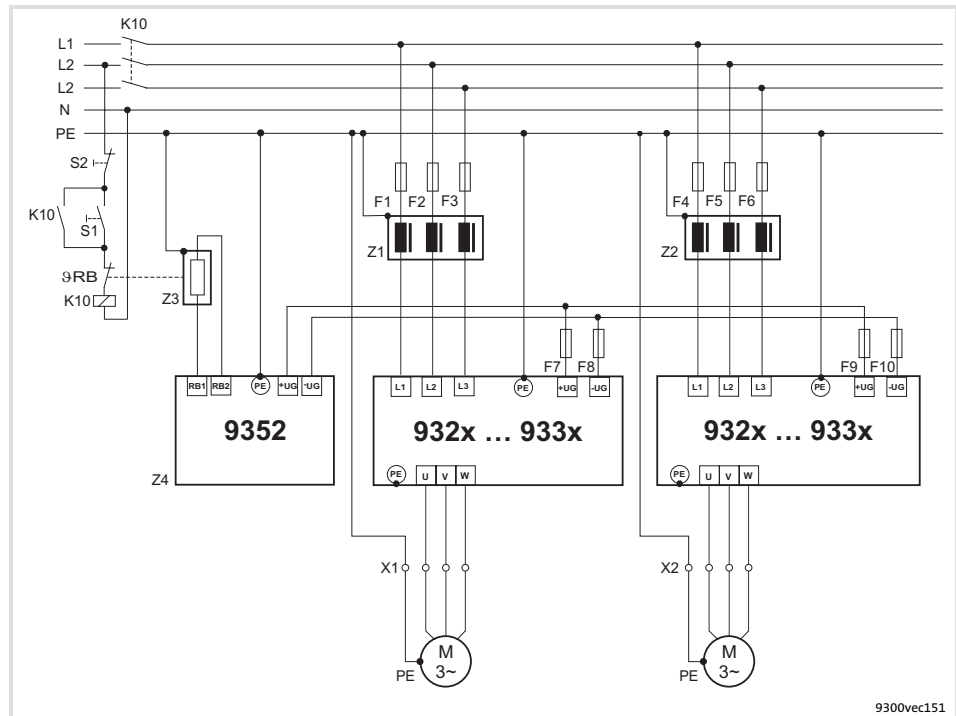 K10
L1
L2
L2
N
PE
S2
K10
S1
F1 F2 F3
F4 F5 F6
Z1
Z2
ϑRB
K10
Z3
F7 F8
F9 F10
RB1 RB2 PE +UG -UG
L1 L2 L3 PE +UG -UG
L1 L2 L3 PE +UG -UG
9352
932x ... 933x
932x ... 933x
Z4
PE U V W
PE U V W
X1
X2
M
3~
PE
M
3~
PE
9300vec151